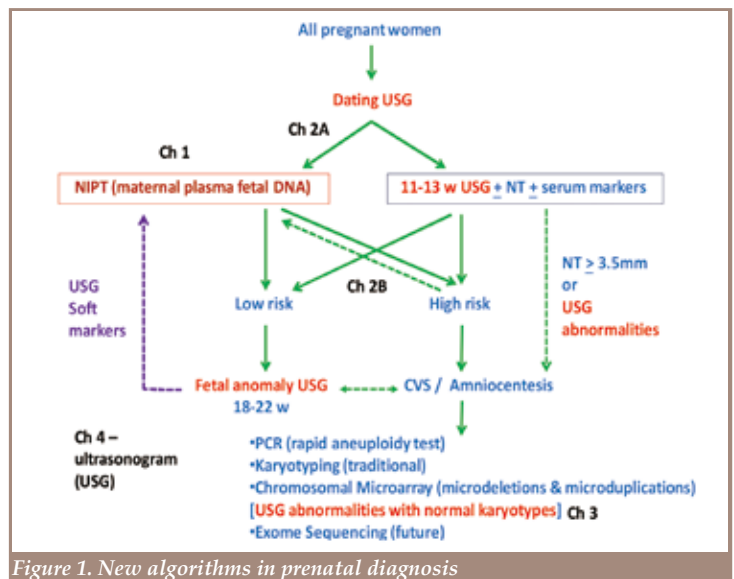 All pregnant women
Dating USG
Ch 2A
Ch 1
NIPT (maternal plasma fetal DNA)
11-13 w USG + NT + serum markers
USG
Soft
markers
Ch 2B
Low risk
High risk
NT ≥ 3.5mm
or
USG
abnormalities
Fetal anomaly USG
18-22 w
CVS / Amniocentesis
Ch 4 –
ultrasonogram
(USG)
•PCR (rapid aneuploidy test)
•Karyotyping (traditional)
•Chromosomal Microarray (microdeletions & microduplications)
[USG abnormalities with normal karyotypes] Ch 3
•Exome Sequencing (future)
Figure 1. New algorithms in prenatal diagnosis